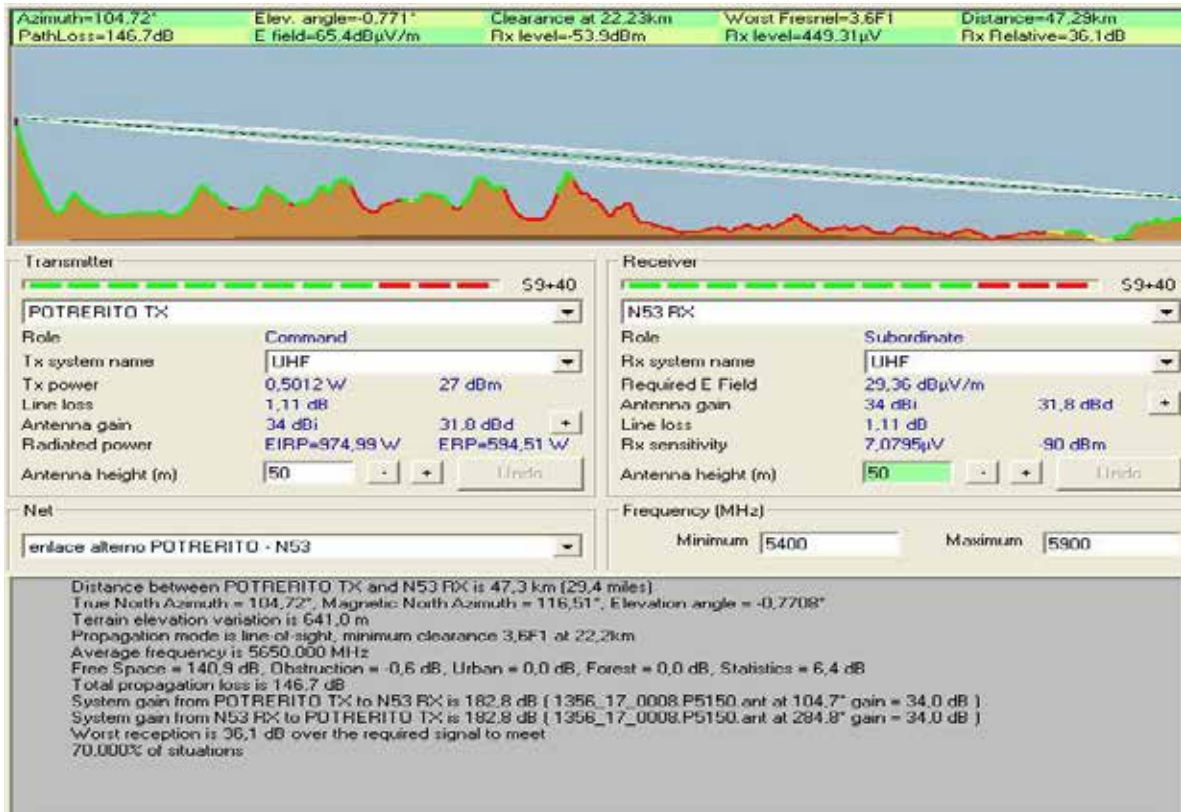 Azimuth=104,72° Elev. angle=-0,771° Clearance at 22,23km Worst Fresnel=3,6F1 Distance=47,29km
PathLoss=146,7dB E field=65,4dBµV/m Rx level=-53,9dBm Rx level=449,31µV Rx Relative=36,1dB
Transmitter Receiver
S9+40 S9+40
POTRERITO TX N53 RX
Role Command Role Subordinate
Tx system name UHF Rx system name UHF
Tx power 0,5012 W 27 dBm Required E Field 29,36 dBµV/m
Line loss 1,11 dB Antenna gain 34 dBi 31,8 dBd +
Antenna gain 34 dBi 31,8 dBd + Line loss 1,11 dB
Radiated power EIRP=974,99 W ERP=594,51 W Rx sensitivity 7,0795µV -90 dBm
Antenna height (m) 50 - + Undo Antenna height (m) 50 - + Undo
Net Frequency (MHz)
enlace alterno POTRERITO - N53 Minimum 5400 Maximum 5900
Distance between POTRERITO TX and N53 RX is 47,3 km (29,4 miles)
True North Azimuth = 104,72°, Magnetic North Azimuth = 116,51°, Elevation angle = -0,7708°
Terrain elevation variation is 641,0 m
Propagation mode is line-of-sight, minimum clearance 3,6F1 at 22,2km
Average frequency is 5650.000 MHz
Free Space = 140,9 dB, Obstruction = -0,6 dB, Urban = 0,0 dB, Forest = 0,0 dB, Statistics = 6,4 dB
Total propagation loss is 146,7 dB
System gain from POTRERITO TX to N53 RX is 182,8 dB ( 1356_17_0008.P5150.ant at 104,7° gain = 34,0 dB )
System gain from N53 RX to POTRERITO TX is 182,8 dB ( 1356_17_0008.P5150.ant at 284,8° gain = 34,0 dB )
Worst reception is 36,1 dB over the required signal to meet
70,000% of situations